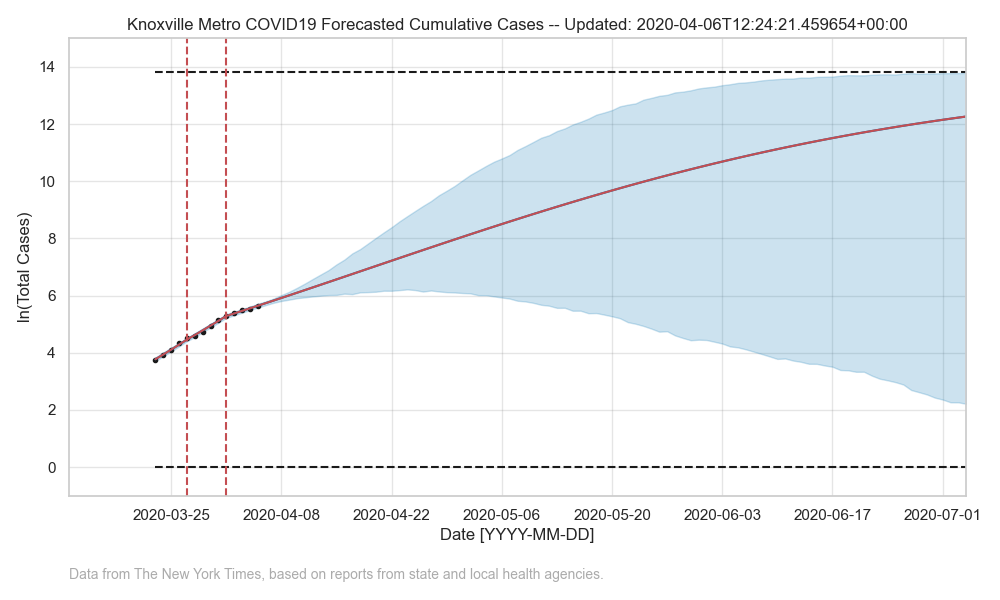 Knoxville Metro COVID19 Forecasted Cumulative Cases -- Updated: 2020-04-06T12:24:21.459654+00:00
14
12
10
8
6
4
2
0
ln(Total Cases)
2020-03-25 2020-04-08 2020-04-22 2020-05-06 2020-05-20 2020-06-03 2020-06-17 2020-07-01
Date [YYYY-MM-DD]
Data from The New York Times, based on reports from state and local health agencies.